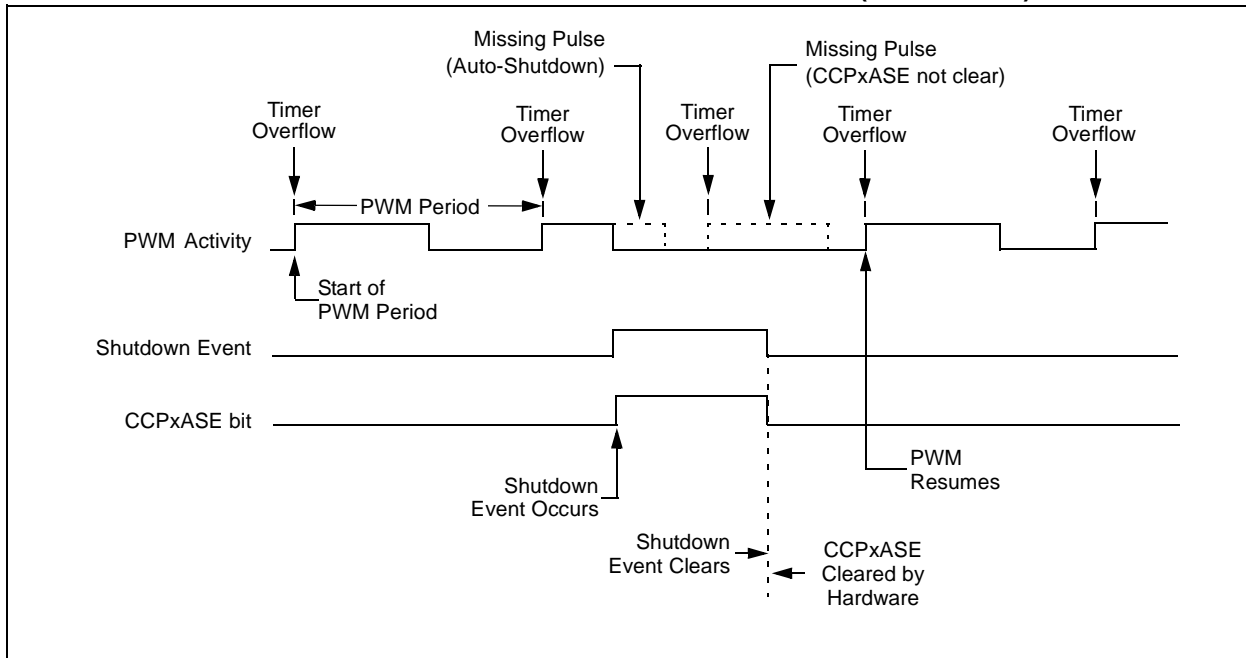 Missing Pulse
(Auto-Shutdown)
Missing Pulse
(CCPxASE not clear)
Timer
Overflow
Timer
Overflow
Timer
Overflow
Timer
Overflow
Timer
Overflow
PWM Period
PWM Activity
Start of
PWM Period
Shutdown Event
CCPxASE bit
Shutdown
Event Occurs
PWM
Resumes
Shutdown
Event Clears
CCPxASE
Cleared by
Hardware